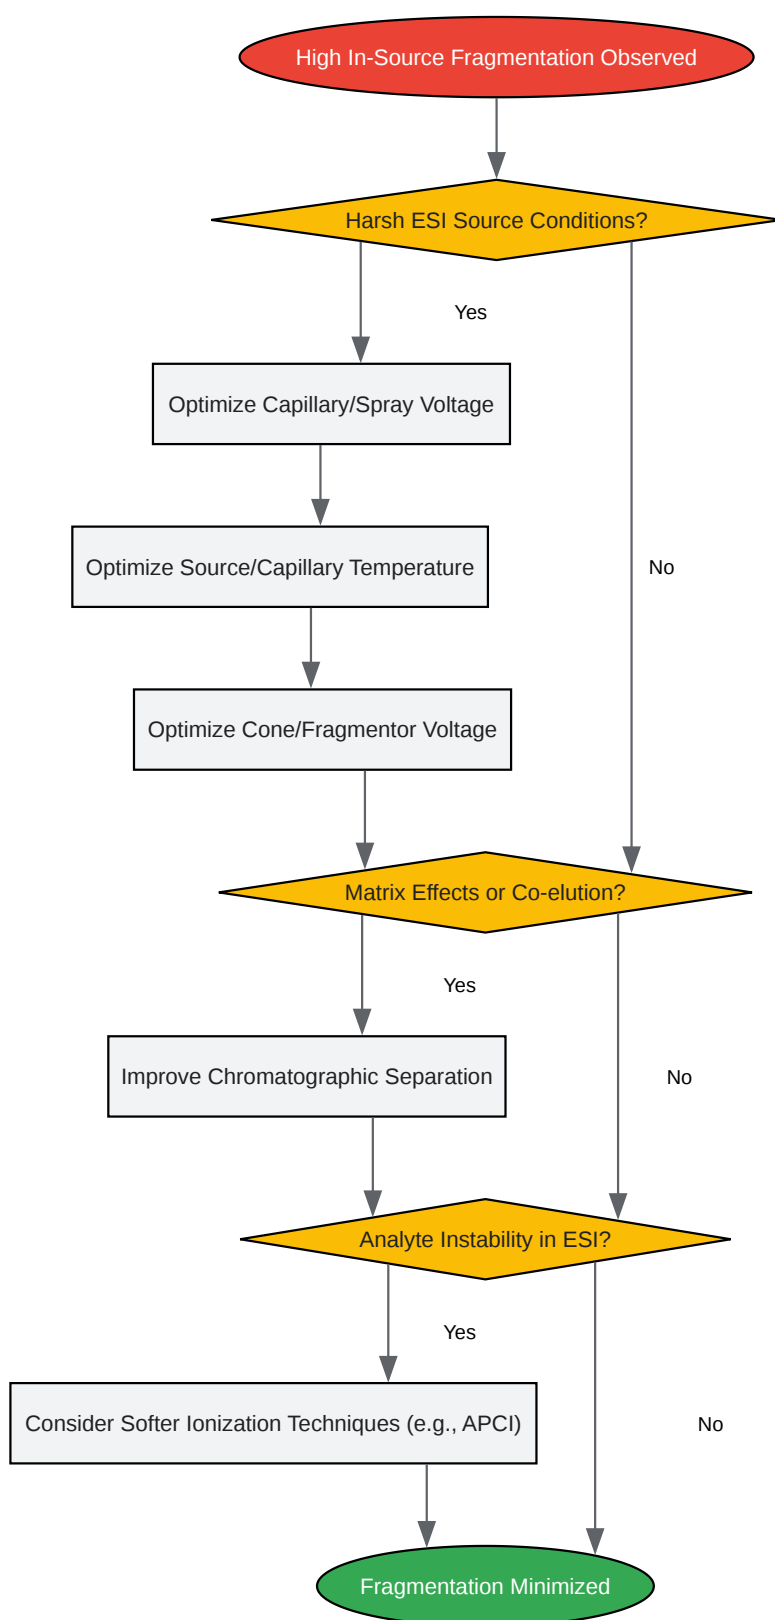 High In-Source Fragmentation Observed
Harsh ESI Source Conditions?
Yes
Optimize Capillary/Spray Voltage
Optimize Source/Capillary Temperature
No
Optimize Cone/Fragmentor Voltage
Matrix Effects or Co-elution?
Yes
Improve Chromatographic Separation
No
Analyte Instability in ESI?
Yes
Consider Softer Ionization Techniques (e.g., APCI)
No
Fragmentation Minimized